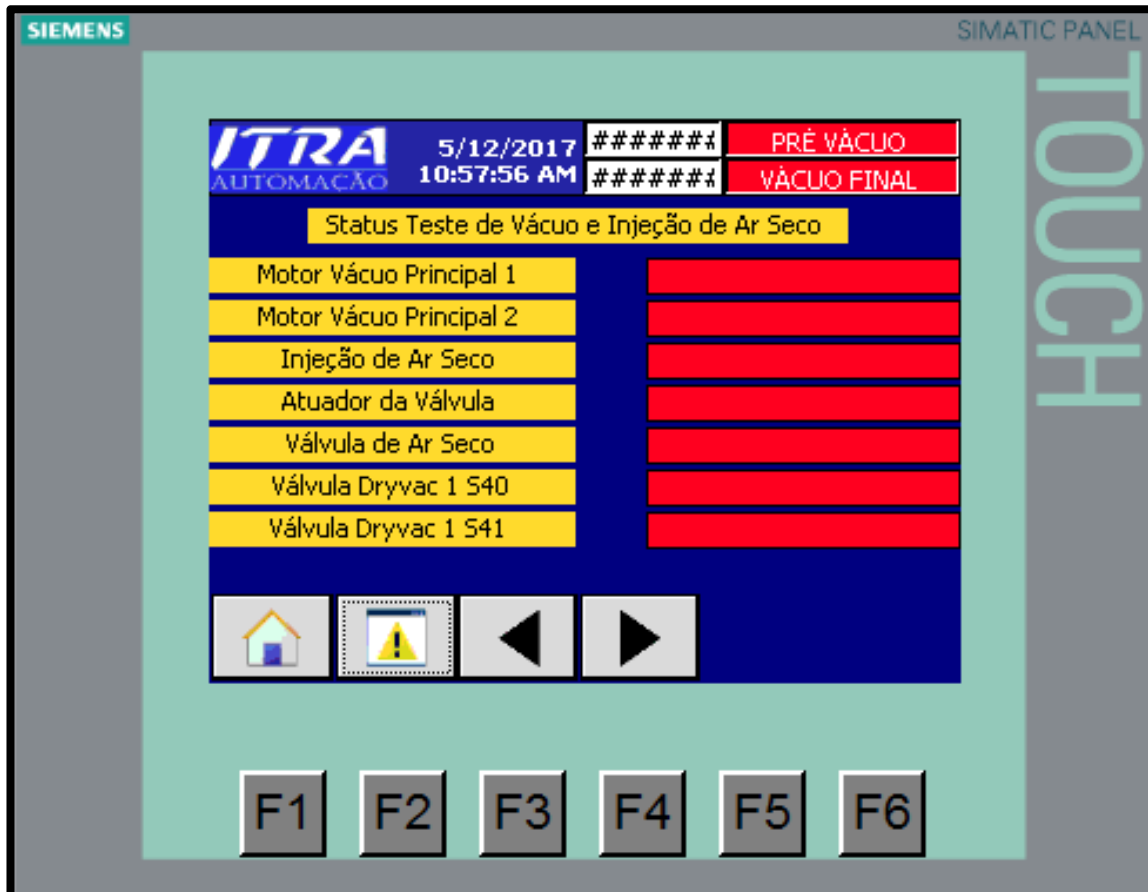 SIEMENS
SIMATIC PANEL
TOUCH
ITRA
AUTOMAÇÃO
5/12/2017
10:57:56 AM
#######
PRÉ VÁCUO
#######
VÁCUO FINAL
Status Teste de Vácuo e Injeção de Ar Seco
Motor Vácuo Principal 1
Motor Vácuo Principal 2
Injeção de Ar Seco
Atuador da Válvula
Válvula de Ar Seco
Válvula Dryvac 1 S40
Válvula Dryvac 1 S41
F1 F2 F3 F4 F5 F6